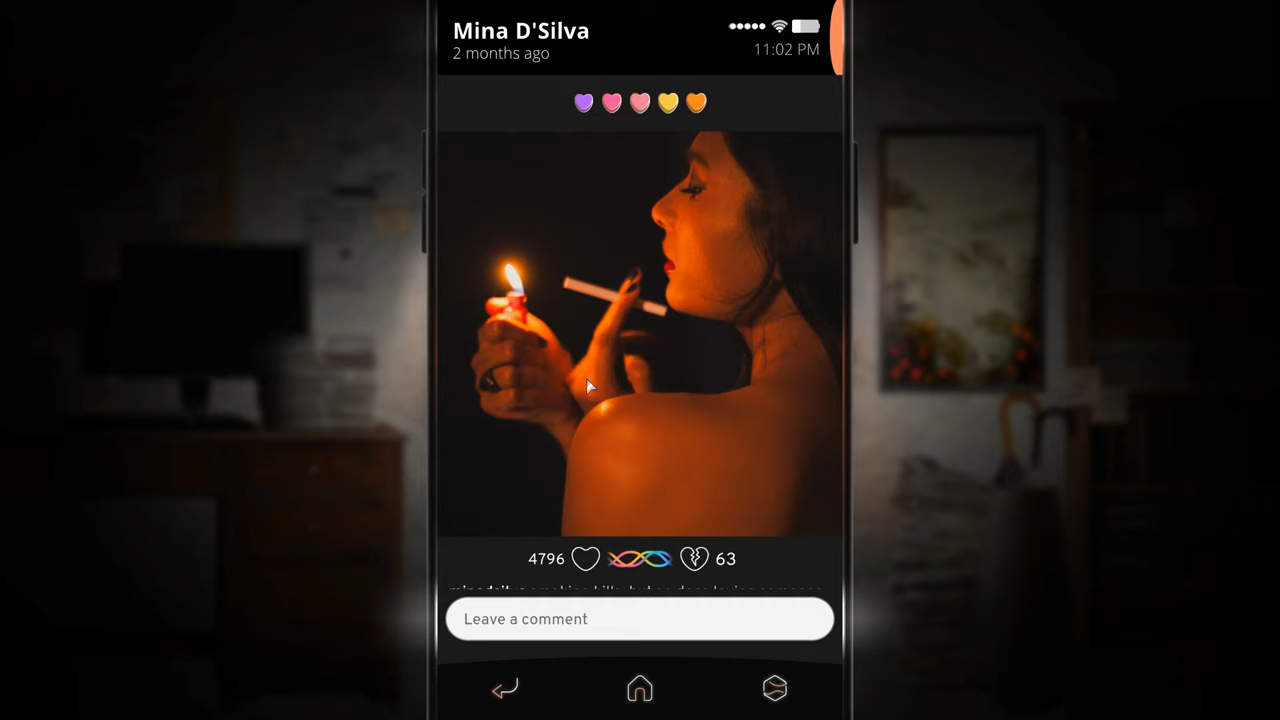 Mina D'Silva
2 months ago
11:02 PM
4796
63
Leave a comment